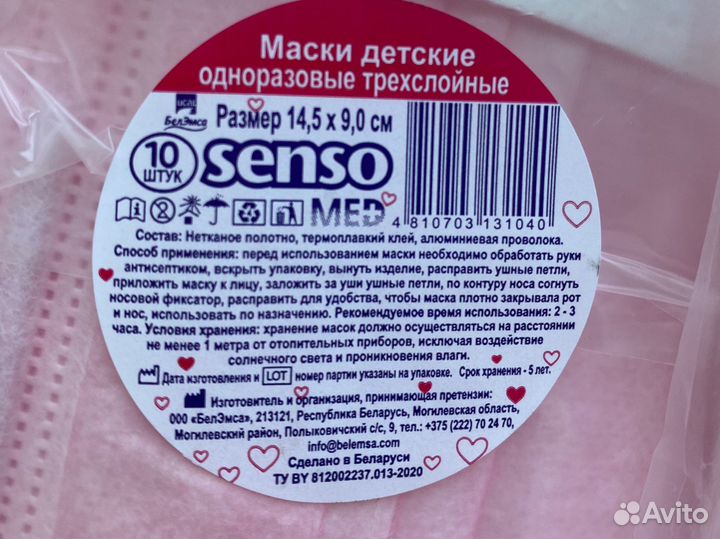 Маски детские
одноразовые трехслойные
БелЭмса
Размер 14,5 x 9,0 см
10 ШТУК
senso
MED
4 810703 131040
Состав: Нетканое полотно, термоплавкий клей, алюминиевая проволока.
Способ применения: перед использованием маски необходимо обработать руки
антисептиком, вскрыть упаковку, вынуть изделие, расправить ушные петли,
приложить маску к лицу, заложить за уши ушные петли, по контуру носа согнуть
носовой фиксатор, расправить для удобства, чтобы маска плотно закрывала рот
и нос, использовать по назначению. Рекомендуемое время использования: 2 - 3
часа. Условия хранения: хранение масок должно осуществляться на расстоянии
не менее 1 метра от отопительных приборов, исключая воздействие
солнечного света и проникновения влаги.
Дата изготовления и LOT номер партии указаны на упаковке. Срок хранения - 5 лет.
Изготовитель и организация, принимающая претензии:
ООО «БелЭмса», 213121, Республика Беларусь, Могилевская область,
Могилевский район, Полыковичский с/с, 9, тел.: +375 (222) 70 24 70,
info@belemsa.com
Сделано в Беларуси
ТУ BY 812002237.013-2020
Avito